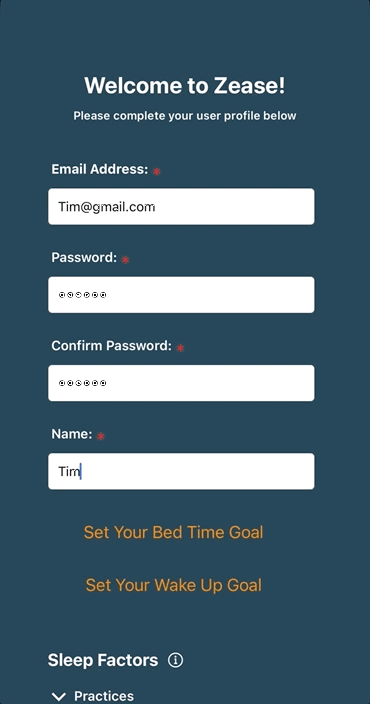 Welcome to Zease!
Please complete your user profile below
Email Address: *
Tim@gmail.com
Password: *
••••••
Confirm Password: *
••••••
Name: *
Tim
Set Your Bed Time Goal
Set Your Wake Up Goal
Sleep Factors
Practices